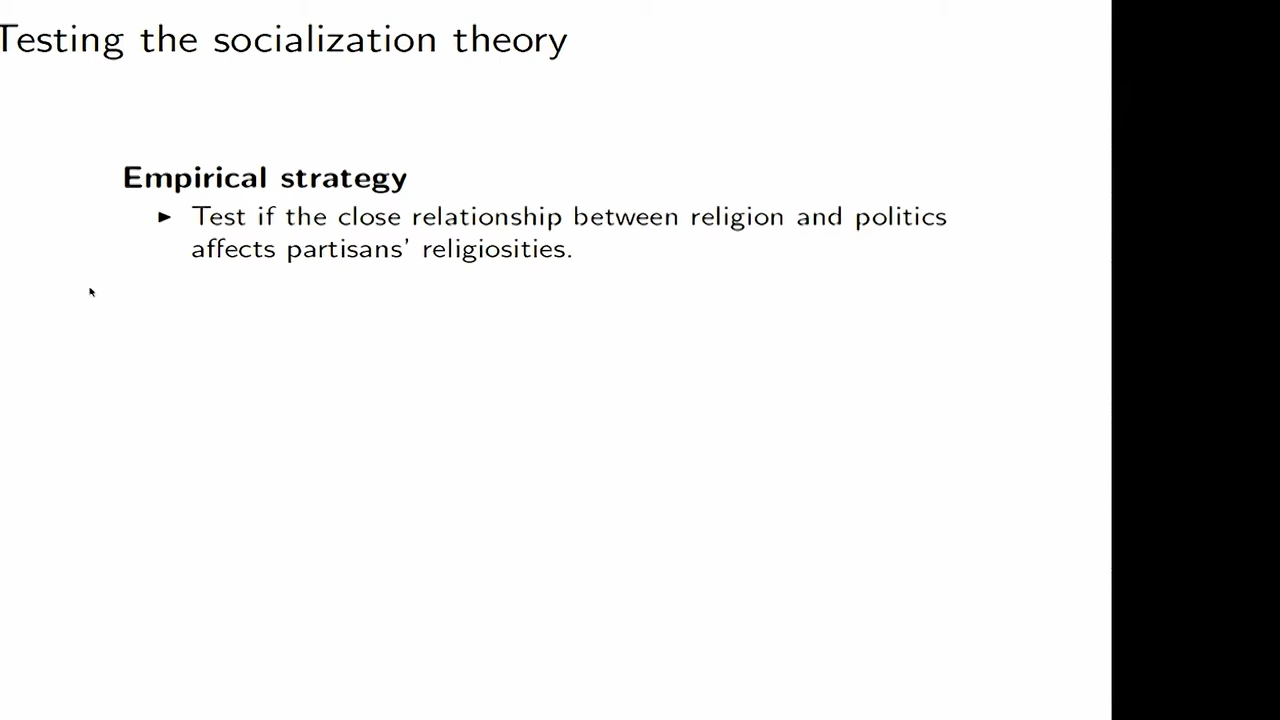 Testing the socialization theory
Empirical strategy
► Test if the close relationship between religion and politics
affects partisans' religiosities.